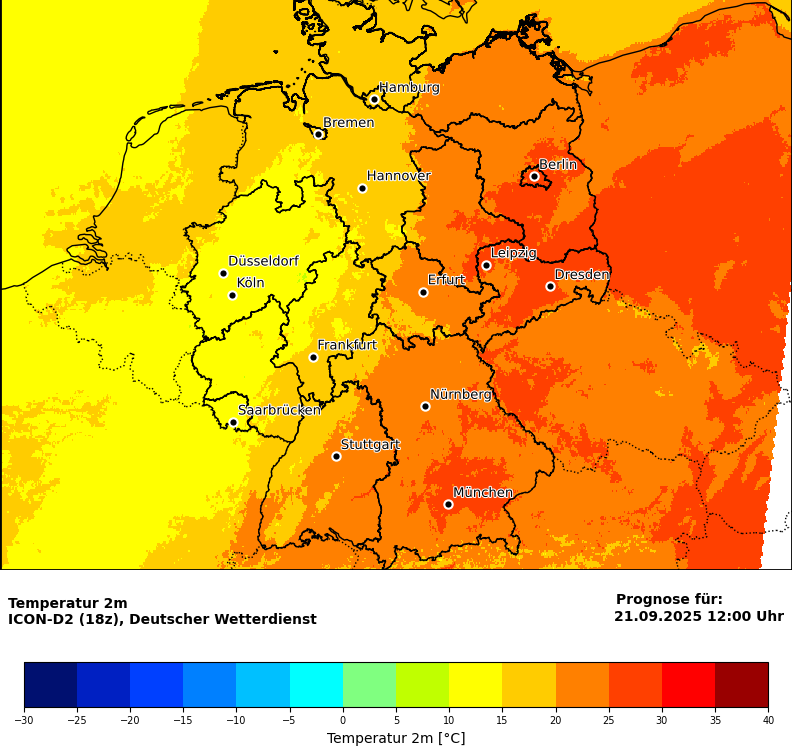 Hamburg
Bremen
Berlin
Hannover
Leipzig
Düsseldorf
Dresden
Köln
Erfurt
Frankfurt
Nürnberg
Saarbrücken
Stuttgart
München
Temperatur 2m
ICON-D2 (18z), Deutscher Wetterdienst
Prognose für:
21.09.2025 12:00 Uhr
−30 −25 −20 −15 −10 −5 0 5 10 15 20 25 30 35 40
Temperatur 2m [°C]